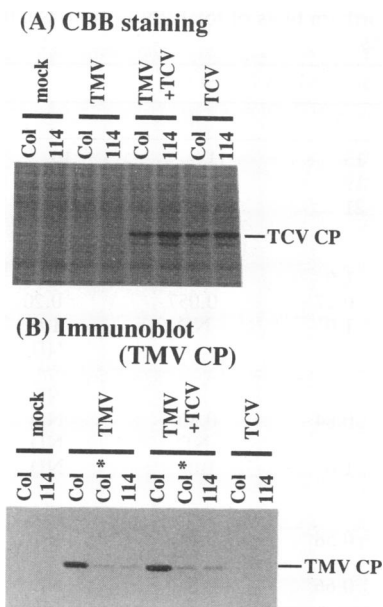 (A) CBB staining
mock
TMV
TMV
+TCV
TCV
Col
114
Col
114
Col
114
Col
114
TCV CP
(B) Immunoblot
(TMV CP)
mock
TMV
TMV
+TCV
TCV
Col
114
Col
Col*
114
Col
Col*
114
Col
114
TMV CP